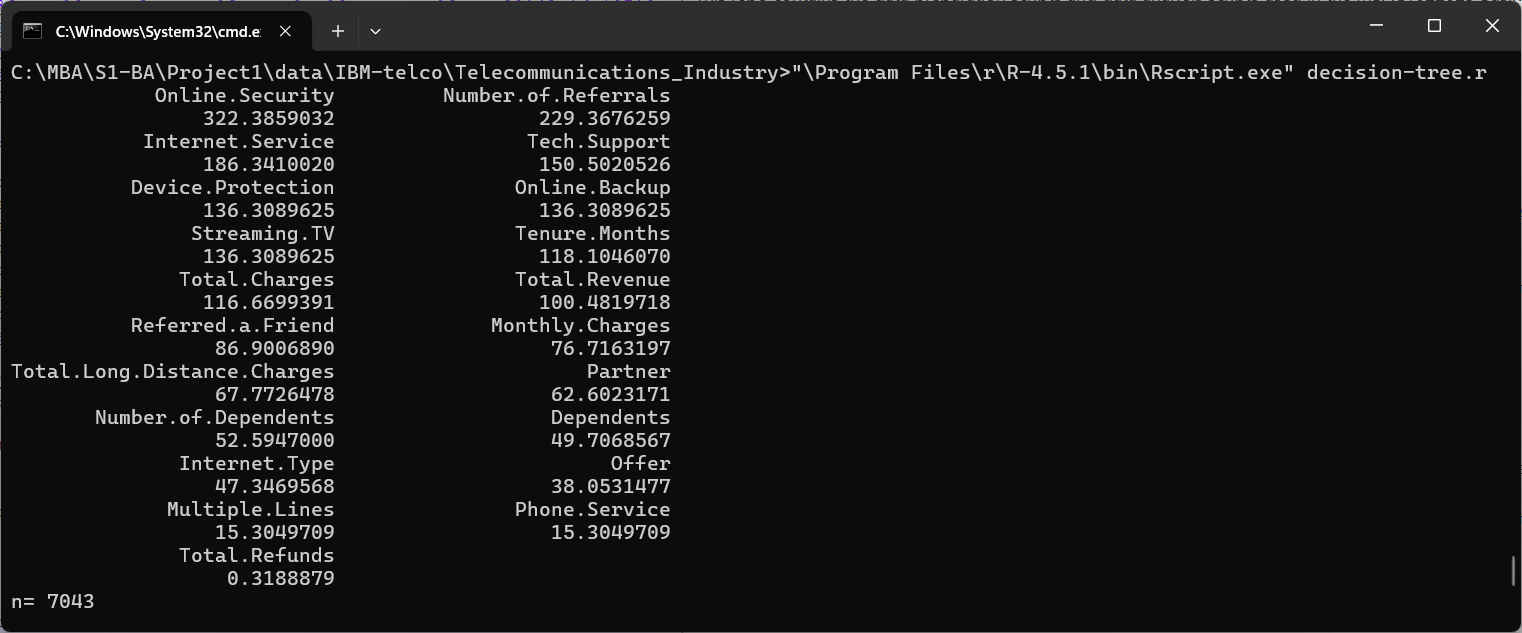 C:\Windows\System32\cmd.e
C:\MBA\S1-BA\Project1\data\IBM-telco\Telecommunications_Industry>"\Program Files\r\R-4.5.1\bin\Rscript.exe" decision-tree.r
Online.Security Number.of.Referrals
322.3859032 229.3676259
Internet.Service Tech.Support
186.3410020 150.5020526
Device.Protection Online.Backup
136.3089625 136.3089625
Streaming.TV Tenure.Months
136.3089625 118.1046070
Total.Charges Total.Revenue
116.6699391 100.4819718
Referred.a.Friend Monthly.Charges
86.9006890 76.7163197
Total.Long.Distance.Charges Partner
67.7726478 62.6023171
Number.of.Dependents Dependents
52.5947000 49.7068567
Internet.Type Offer
47.3469568 38.0531477
Multiple.Lines Phone.Service
15.3049709 15.3049709
Total.Refunds
0.3188879
n= 7043